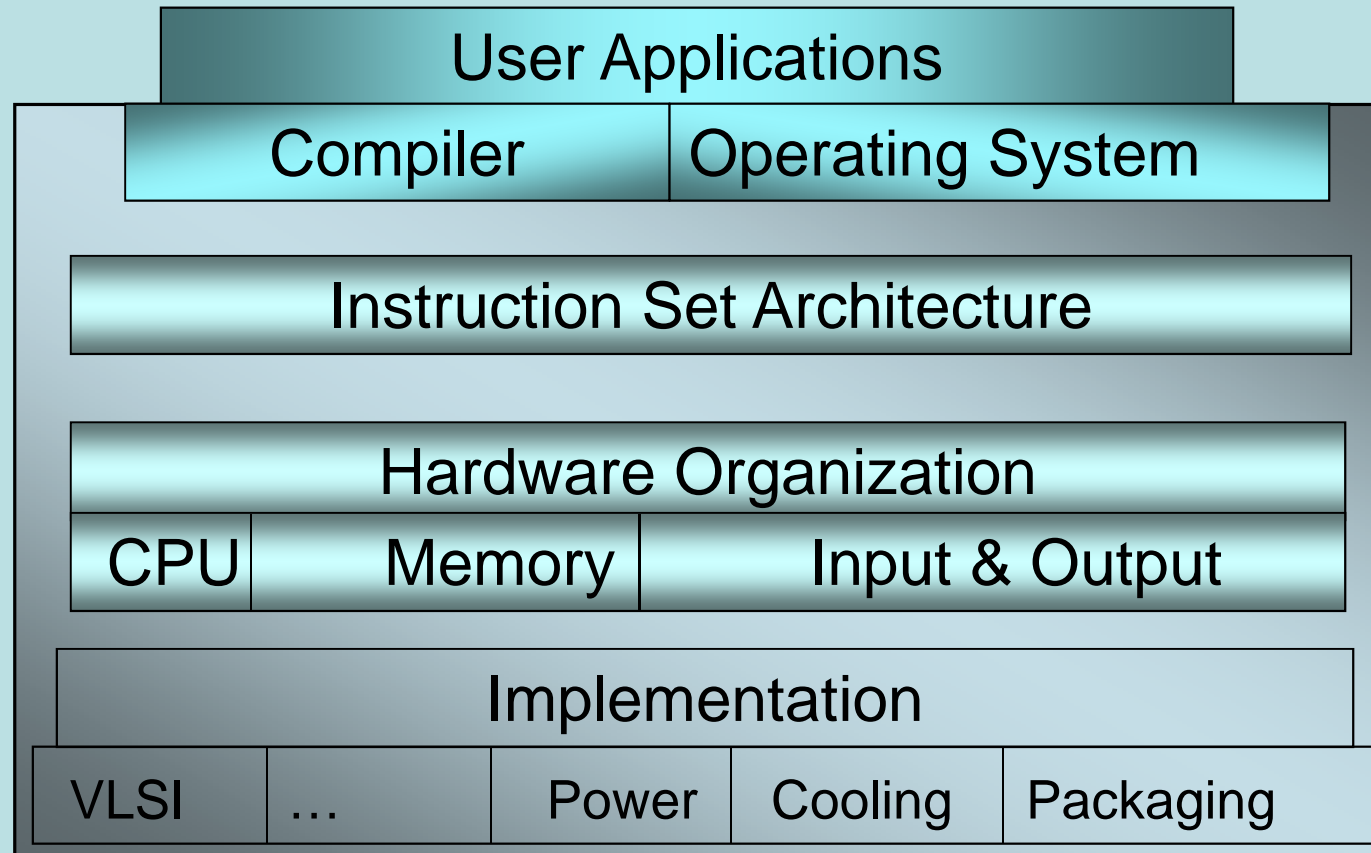 User Applications
Compiler Operating System
Instruction Set Architecture
Hardware Organization
CPU Memory Input & Output
Implementation
VLSI … Power Cooling Packaging